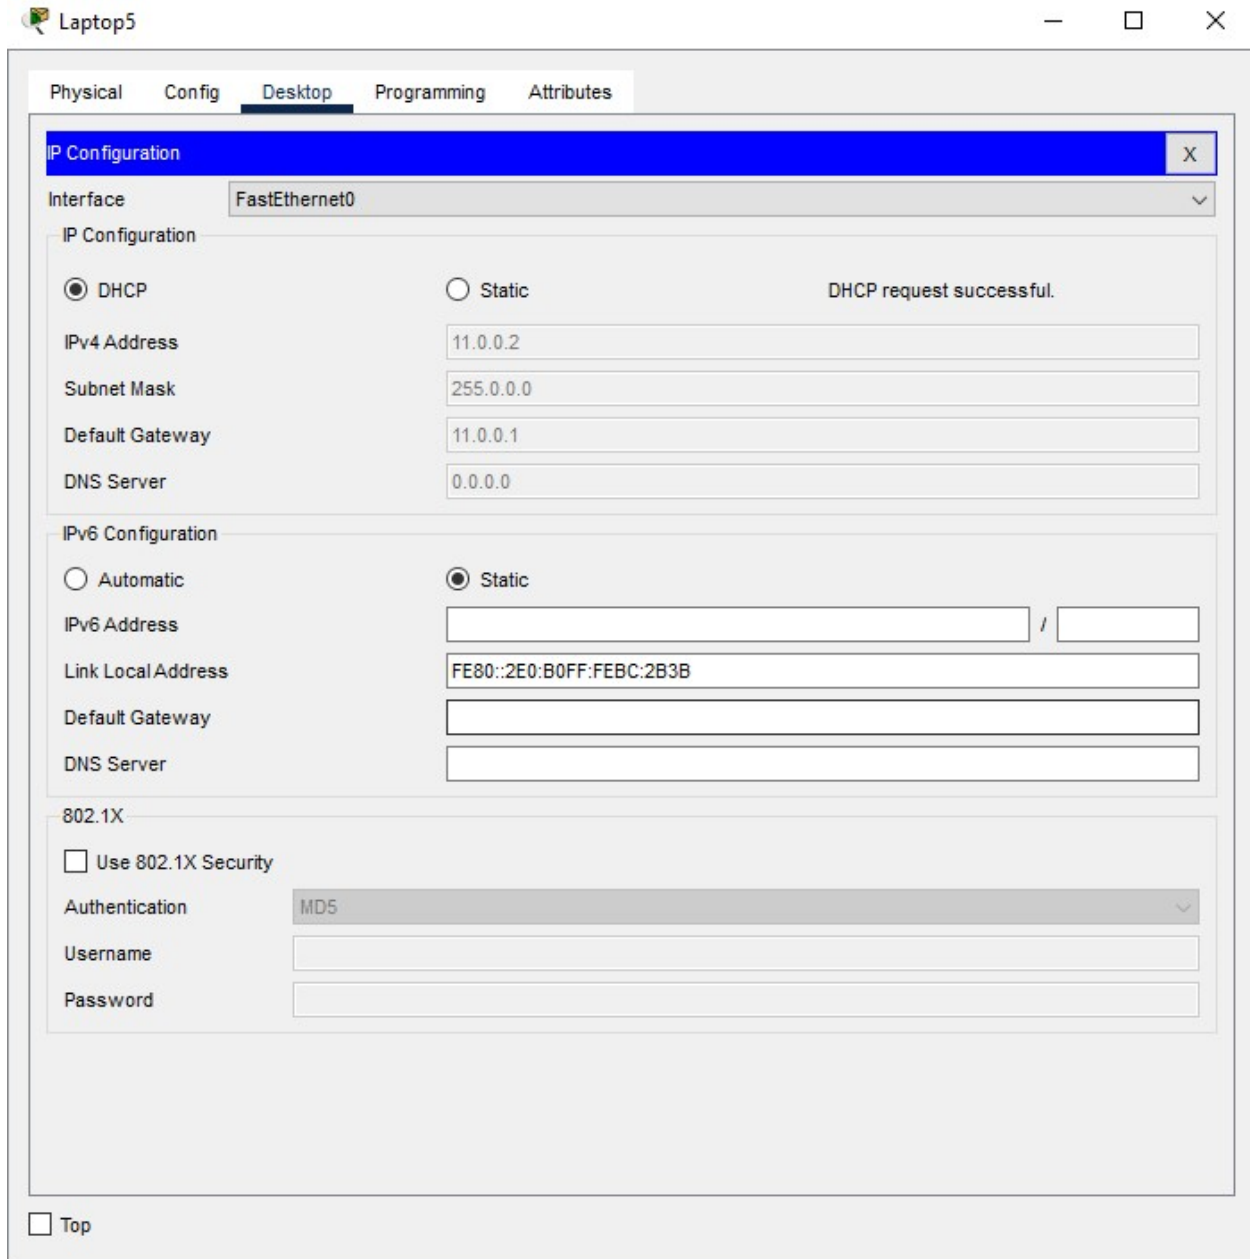 Laptop5
Physical Config Desktop Programming Attributes
IP Configuration X
Interface FastEthernet0
IP Configuration
DHCP Static DHCP request successful.
IPv4 Address 11.0.0.2
Subnet Mask 255.0.0.0
Default Gateway 11.0.0.1
DNS Server 0.0.0.0
IPv6 Configuration
Automatic Static
IPv6 Address /
Link Local Address FE80::2E0:B0FF:FEBC:2B3B
Default Gateway
DNS Server
802.1X
Use 802.1X Security
Authentication MD5
Username
Password
Top